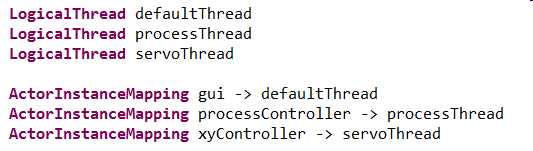 LogicalThread defaultThread
LogicalThread processThread
LogicalThread servoThread
ActorInstanceMapping gui -> defaultThread
ActorInstanceMapping processController -> processThread
ActorInstanceMapping xyController -> servoThread